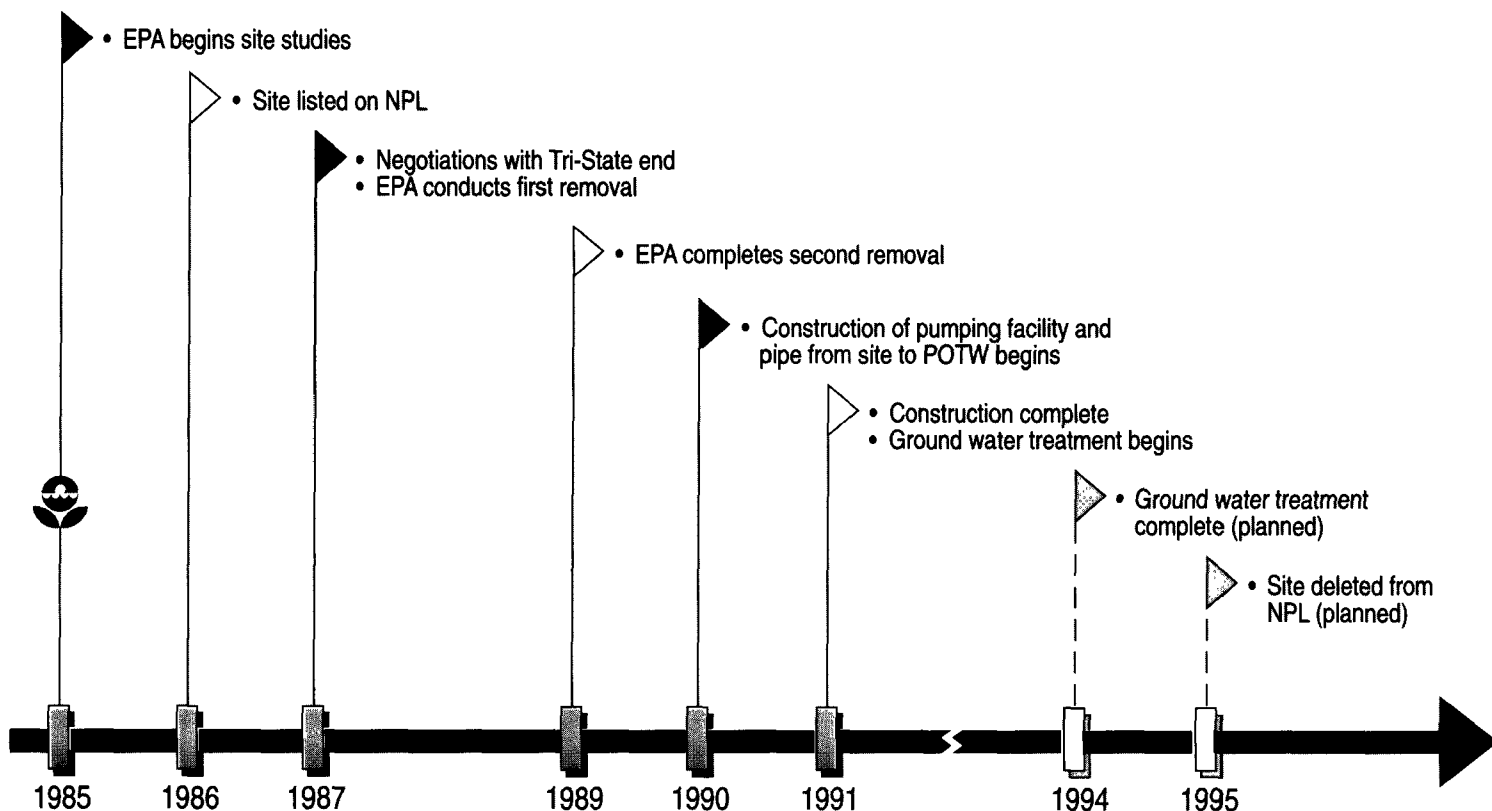 • EPA begins site studies
• Site listed on NPL
• Negotiations with Tri-State end
• EPA conducts first removal
• EPA completes second removal
• Construction of pumping facility and
pipe from site to POTW begins
• Construction complete
• Ground water treatment begins
• Ground water treatment
complete (planned)
• Site deleted from
NPL (planned)
1985 1986 1987 1989 1990 1991 1994 1995